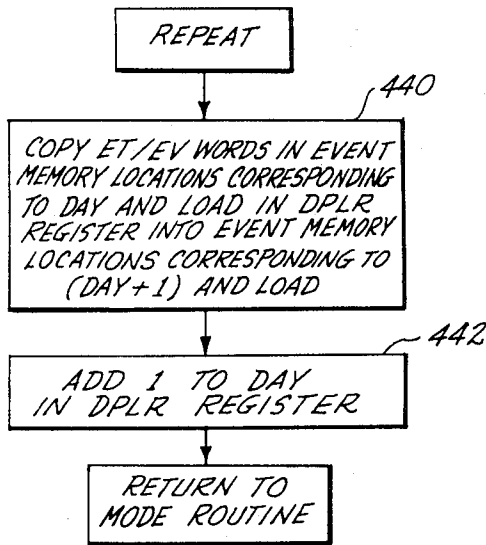 REPEAT
440
COPY ET/EV WORDS IN EVENT
MEMORY LOCATIONS CORRESPONDING
TO DAY AND LOAD IN DPLR
REGISTER INTO EVENT MEMORY
LOCATIONS CORRESPONDING TO
(DAY+1) AND LOAD
442
ADD 1 TO DAY
IN DPLR REGISTER
RETURN TO
MODE ROUTINE